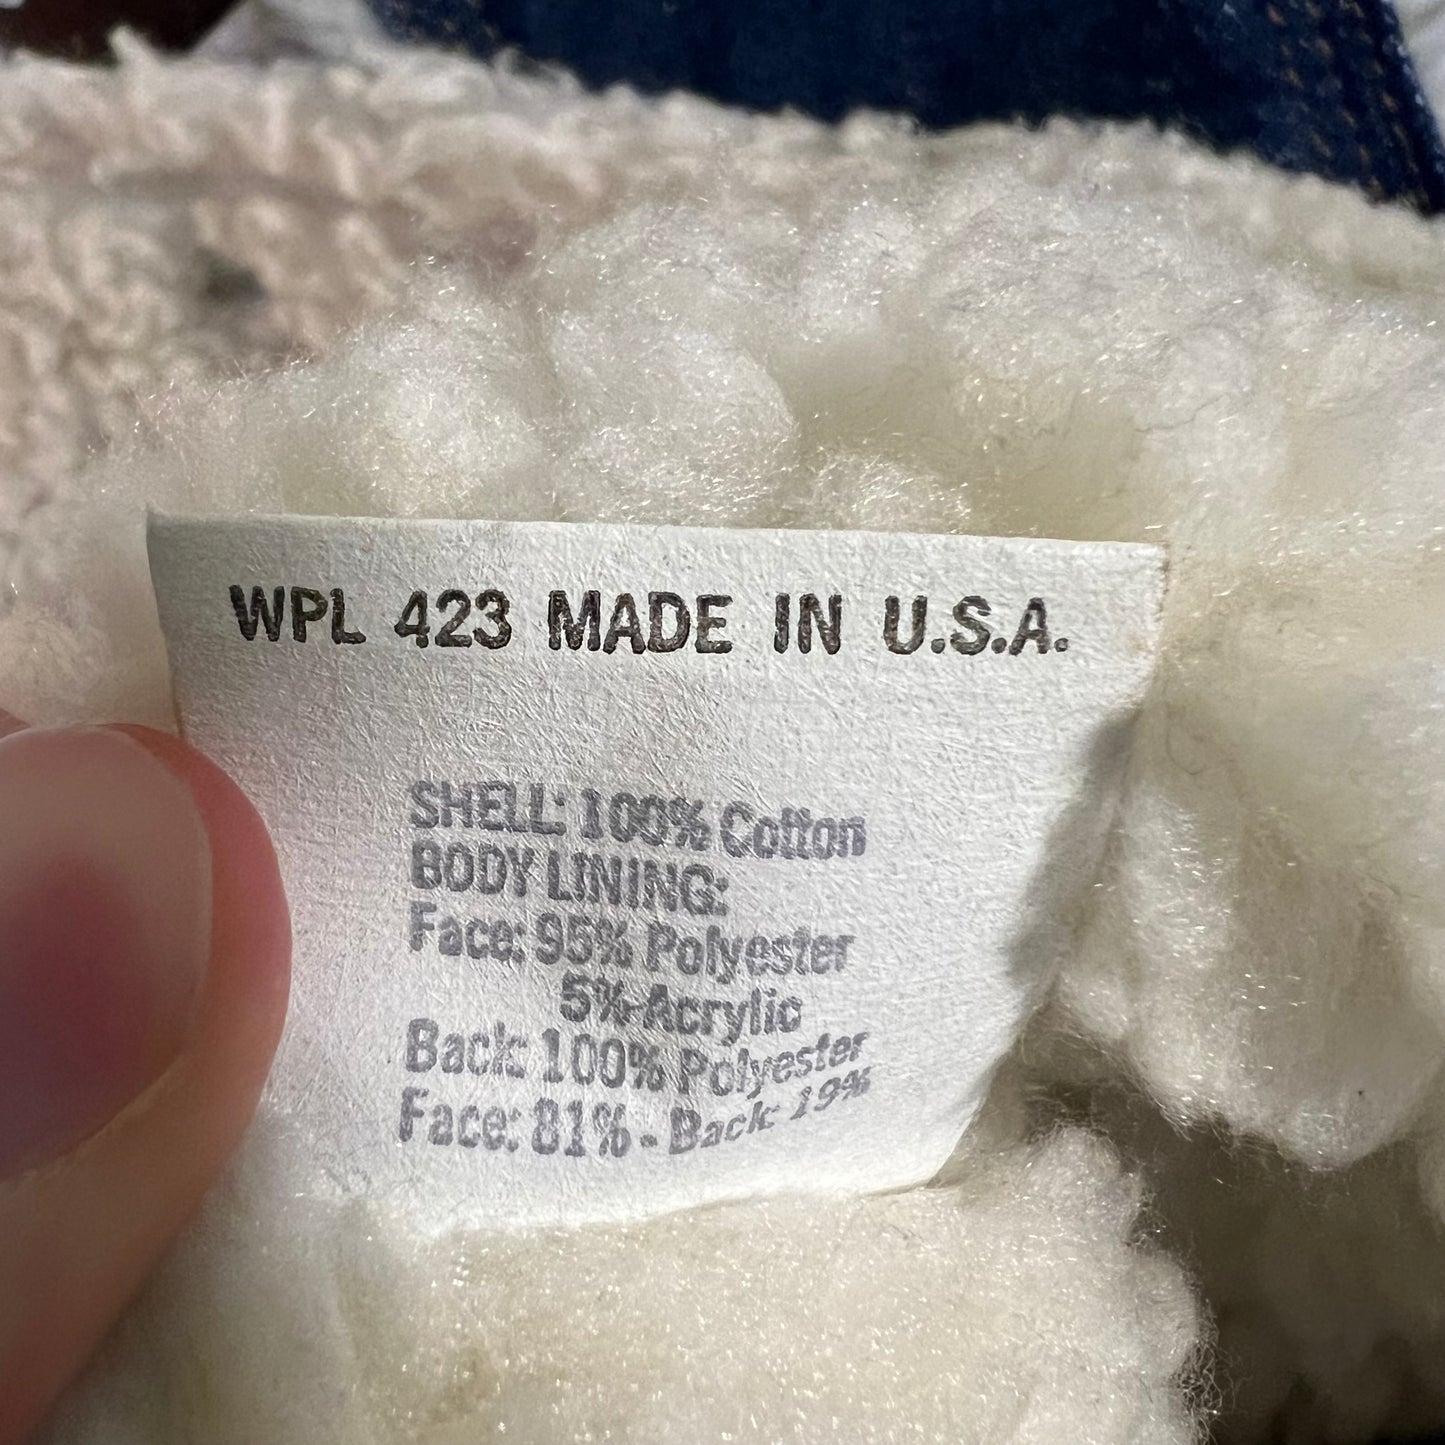 WPL 423 MADE IN U.S.A.
SHELL: 100% Cotton
BODY LINING:
Face: 95% Polyester
5% Acrylic
Back: 100% Polyester
Face: 81% - Back: 19%